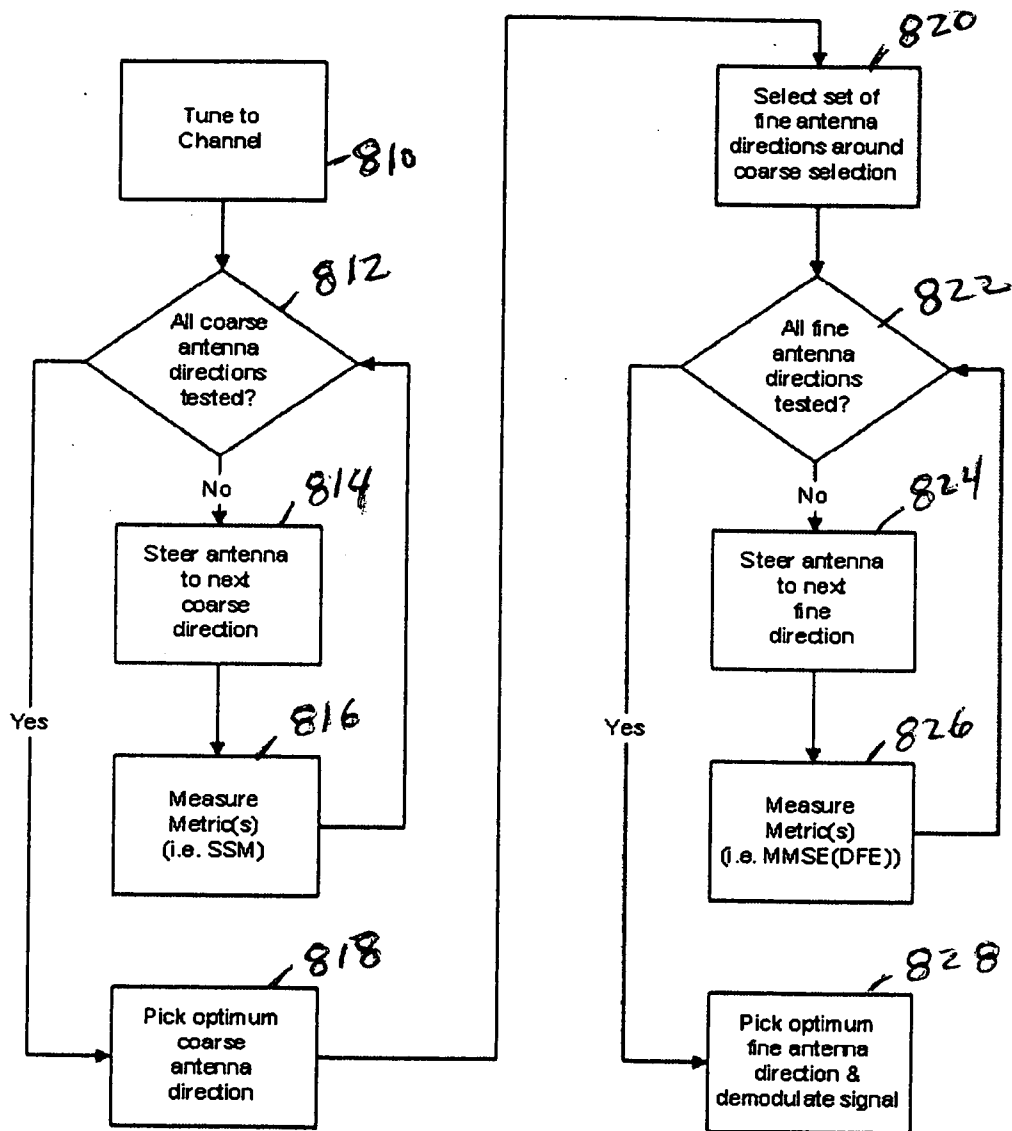 Tune to
Channel
810
812
All coarse
antenna
directions
tested?
No
814
Steer antenna
to next
coarse
direction
Yes
816
Measure
Metric(s)
(i.e. SSM)
818
Pick optimum
coarse
antenna
direction
820
Select set of
fine antenna
directions around
coarse selection
822
All fine
antenna
directions
tested?
No
824
Steer antenna
to next
fine
direction
Yes
826
Measure
Metric(s)
(i.e. MMSE(DFE))
828
Pick optimum
fine antenna
direction &
demodulate signal